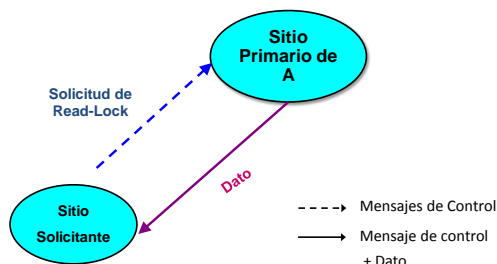 Sitio
Primario de
A
Solicitud de
Read-Lock
Dato
Sitio
Solicitante
Mensajes de Control
Mensaje de control
+ Dato